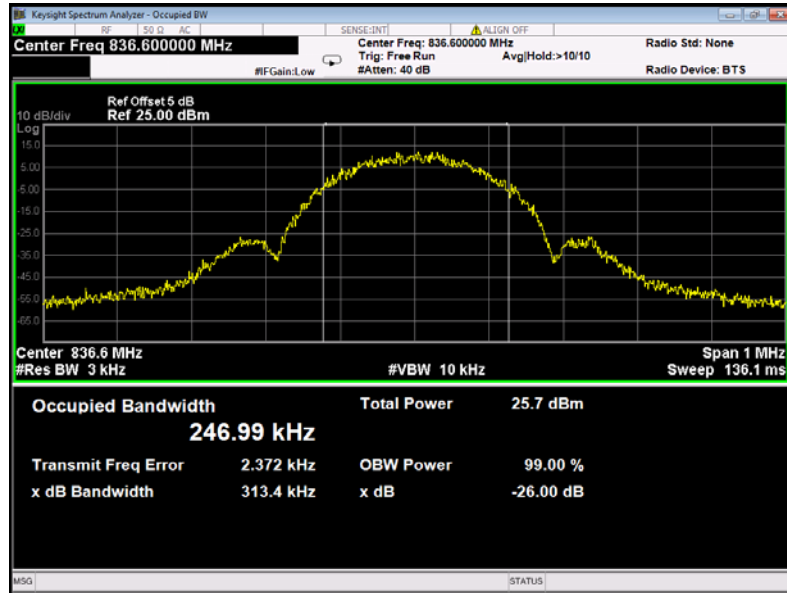 Keysight Spectrum Analyzer - Occupied BW
RF 50 Ω AC SENSE:INT ALIGN OFF
Center Freq 836.600000 MHz
Center Freq: 836.600000 MHz
Radio Std: None
Trig: Free Run Avg|Hold:>10/10
#IFGain:Low #Atten: 40 dB Radio Device: BTS
Ref Offset 5 dB
10 dB/div Ref 25.00 dBm
Log
15.0
5.00
-5.00
-15.0
-25.0
-35.0
-45.0
-55.0
-65.0
Center 836.6 MHz Span 1 MHz
#Res BW 3 kHz #VBW 10 kHz Sweep 136.1 ms
Occupied Bandwidth Total Power 25.7 dBm
246.99 kHz
Transmit Freq Error 2.372 kHz OBW Power 99.00 %
x dB Bandwidth 313.4 kHz x dB -26.00 dB
MSG STATUS